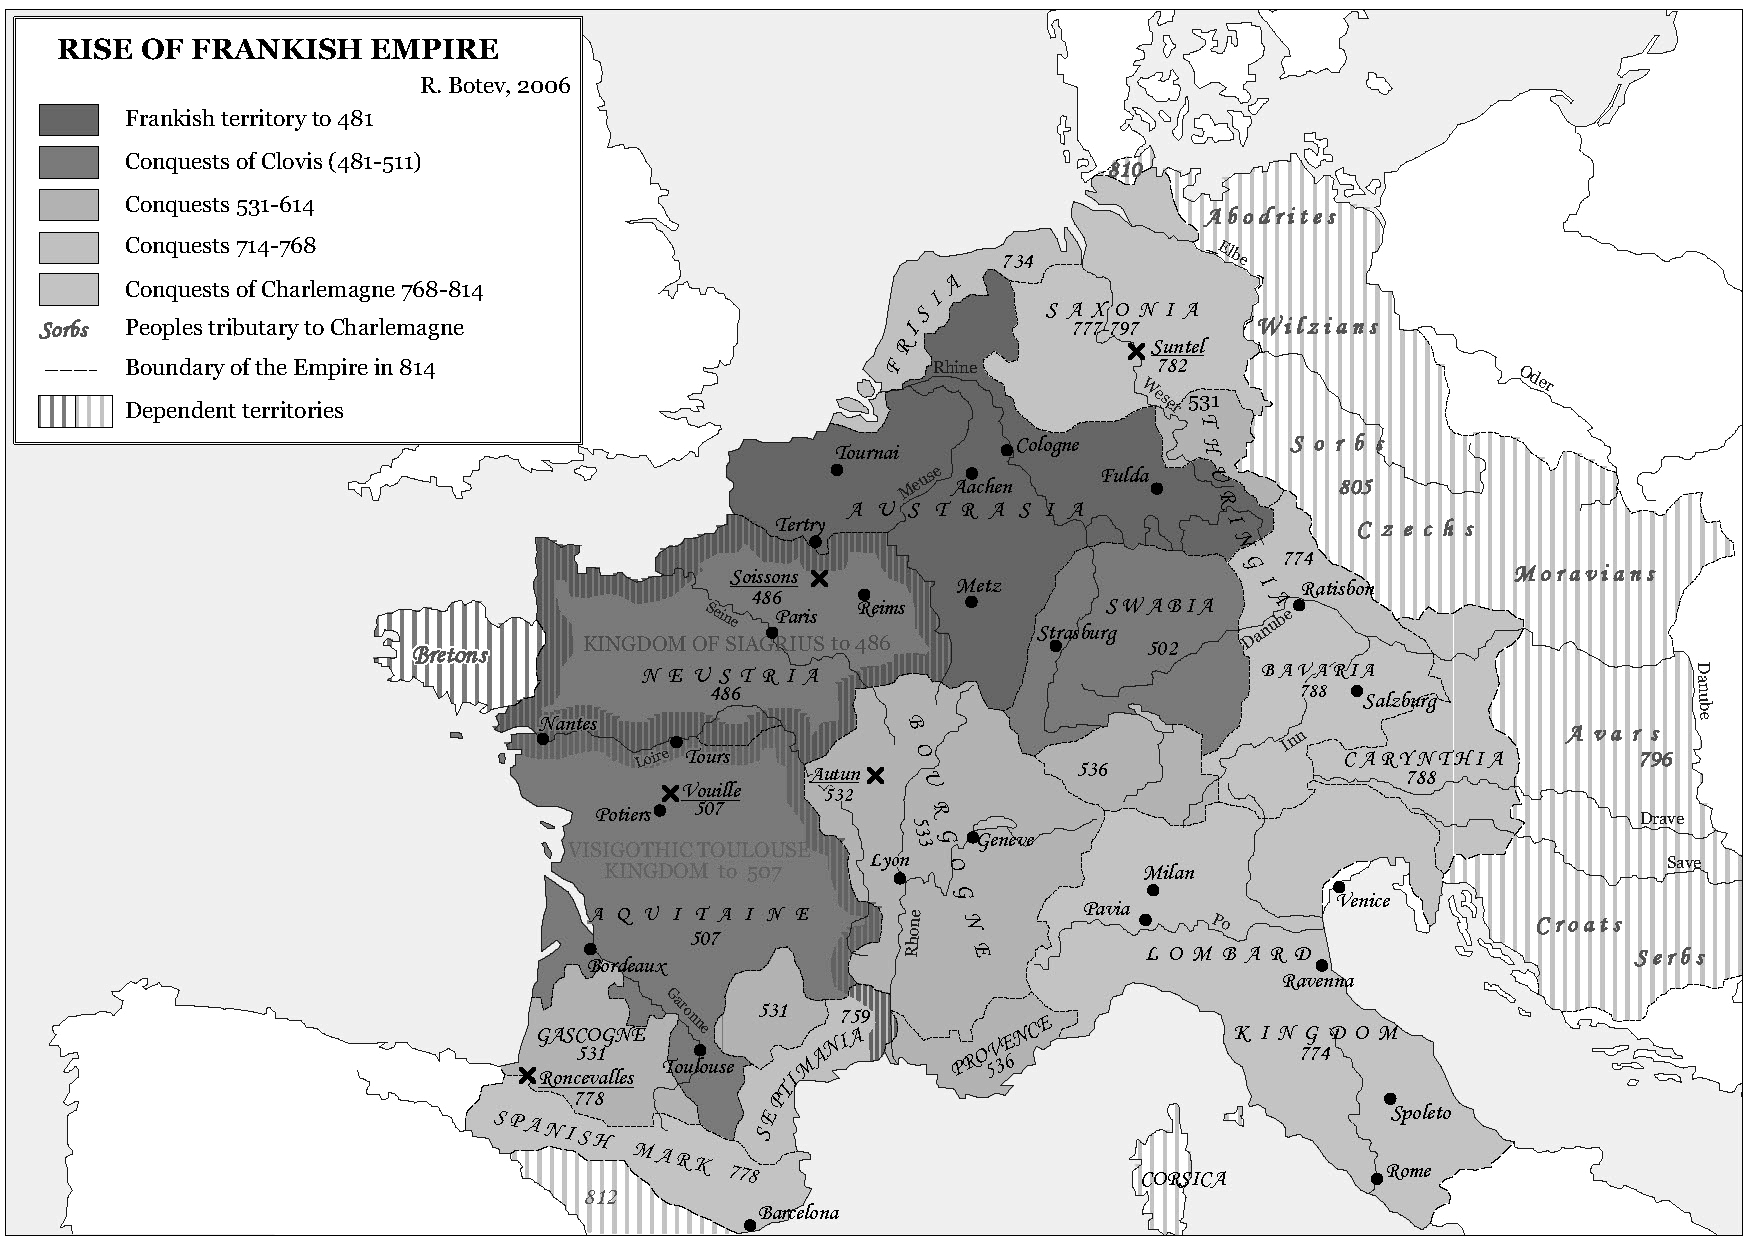 RISE OF FRANKISH EMPIRE
R. Botev, 2006
Frankish territory to 481
Conquests of Clovis (481-511)
Conquests 531-614
Conquests 714-768
Conquests of Charlemagne 768-814
Sorbs
Peoples tributary to Charlemagne
Boundary of the Empire in 814
Dependent territories
810
Abodrites
Elbe
734
FRISIA
SAXONIA
777-797
Suntel
782
Wilzians
Oder
Rhine
Weser
531
THURINGIA
Sorbs
805
Czechs
Moravians
Tournai
Cologne
Meuse
Aachen
Fulda
AUSTRASIA
Tertry
Soissons
486
Reims
Seine
Paris
Metz
KINGDOM OF SIAGRIUS to 486
NEUSTRIA
486
Bretons
SWABIA
Strasburg
502
774
Ratisbon
Danube
BAVARIA
788
Salzburg
Inn
CARYNTHIA
788
Danube
Avars
796
Drave
Save
Croats
Serbs
Nantes
Loire
Tours
Vouille
507
Potiers
VISIGOTHIC TOULOUSE
KINGDOM to 507
AQUITAINE
507
Bordeaux
Garonne
Autun
532
BOURGOGNE
533
536
Geneve
Lyon
Rhone
Milan
Pavia
Po
Venice
LOMBARD
Ravenna
KINGDOM
774
Spoleto
Rome
CORSICA
GASCOGNE
531
Roncevalles
778
Toulouse
531
759
SEPTIMANIA
PROVENCE
536
SPANISH MARK 778
812
Barcelona